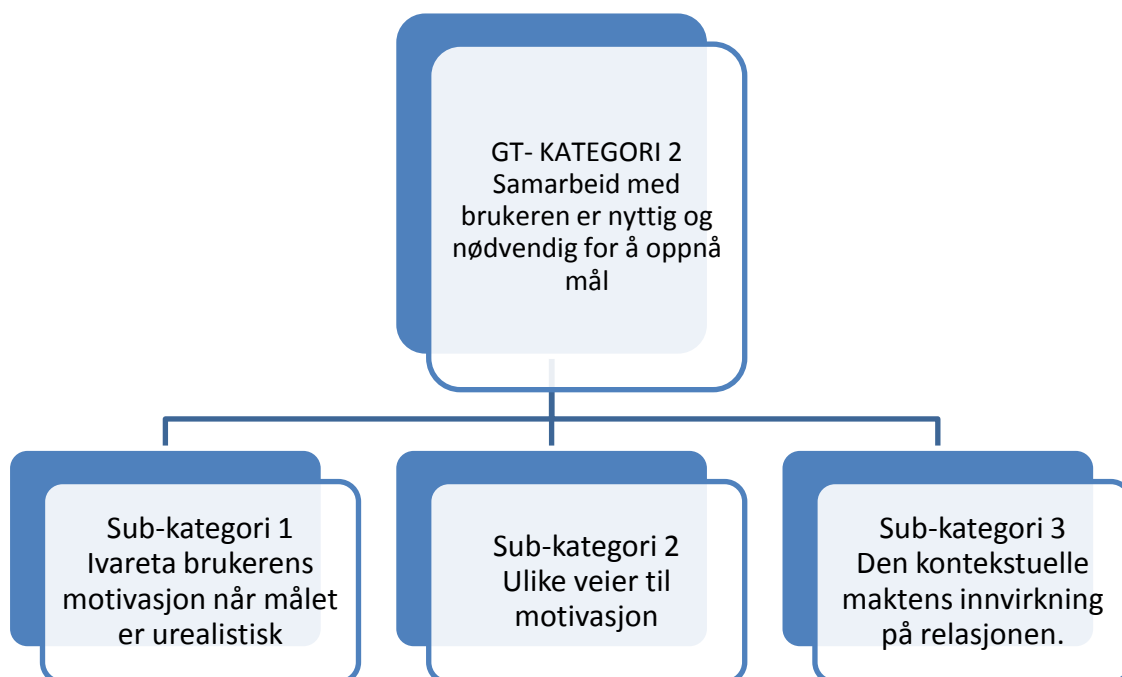 GT- KATEGORI 2
Samarbeid med
brukeren er nyttig og
nødvendig for å oppnå
mål
Sub-kategori 1
Ivareta brukerens
motivasjon når målet
er urealistisk
Sub-kategori 2
Ulike veier til
motivasjon
Sub-kategori 3
Den kontekstuelle
maktens innvirkning
på relasjonen.